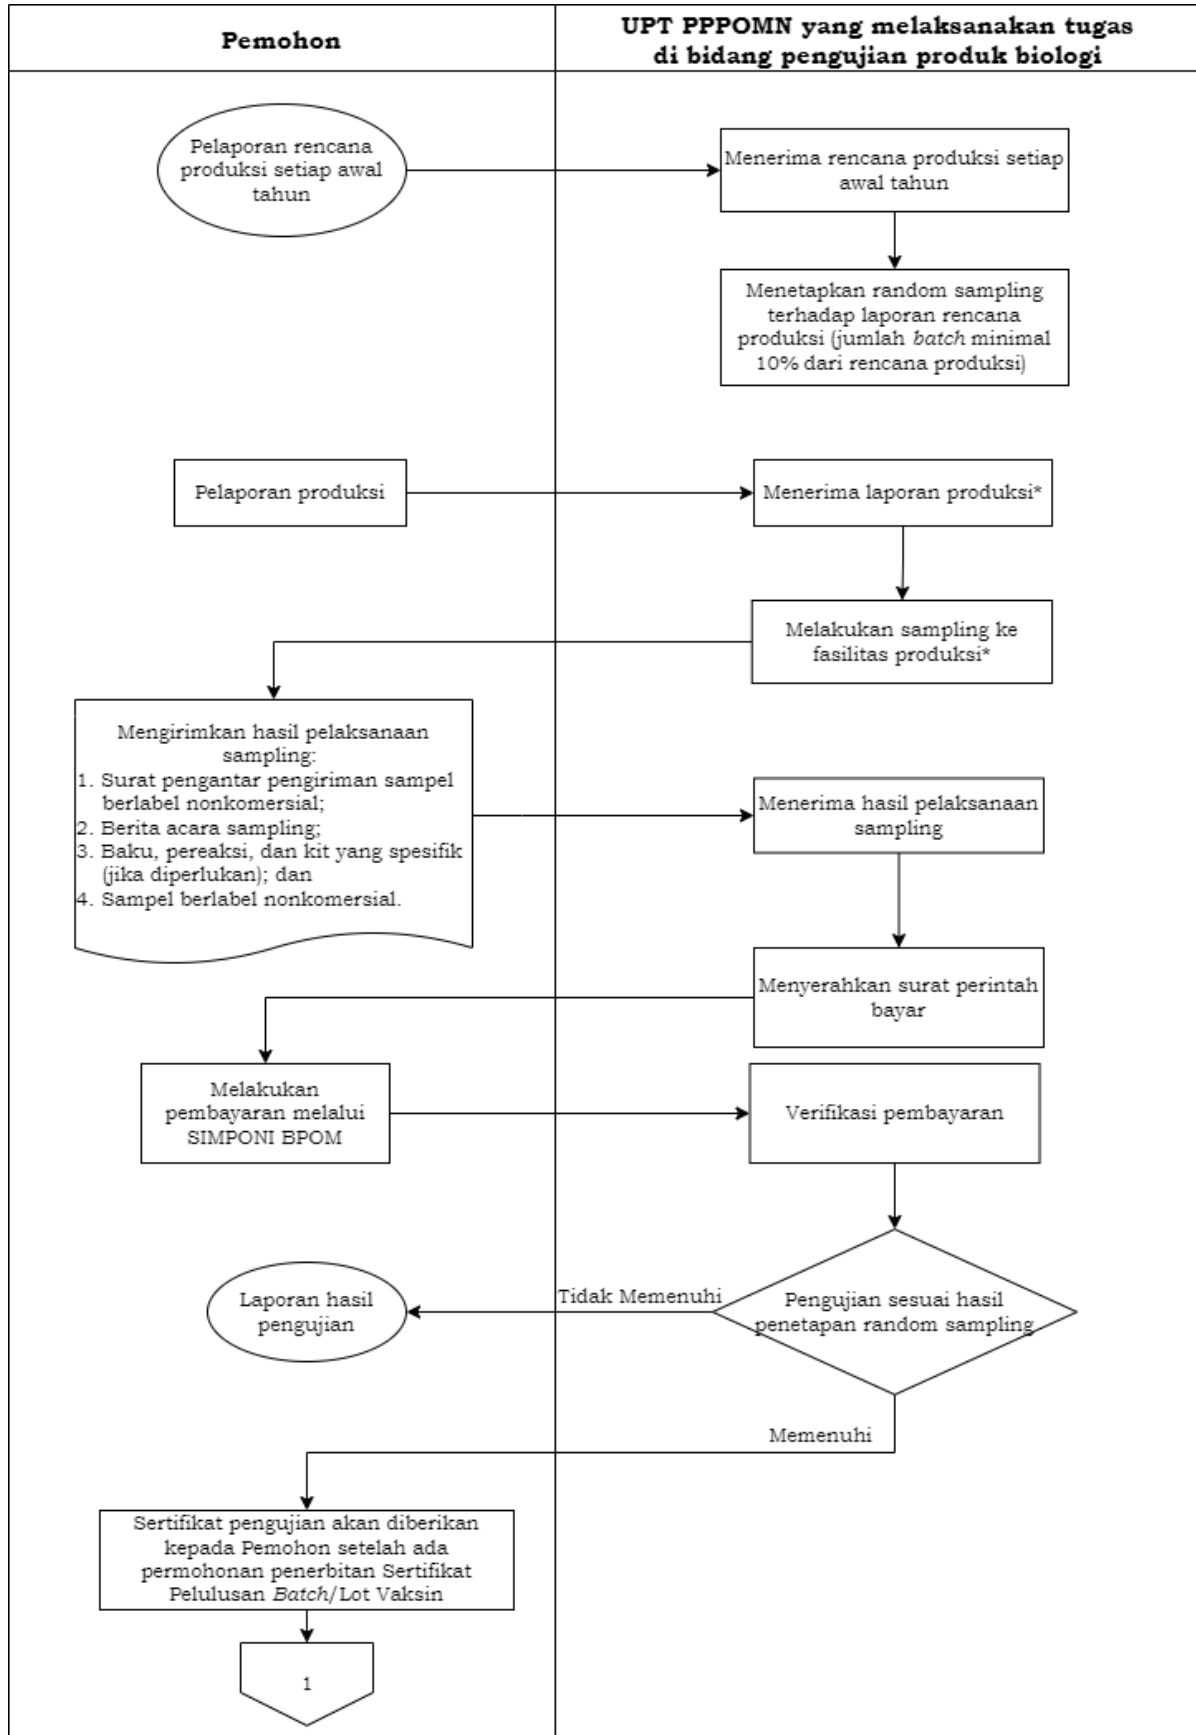 Pemohon
UPT PPPOMN yang melaksanakan tugas
di bidang pengujian produk biologi
Pelaporan rencana
produksi setiap awal
tahun
Menerima rencana produksi setiap
awal tahun
Menetapkan random sampling
terhadap laporan rencana
produksi (jumlah batch minimal
10% dari rencana produksi)
Pelaporan produksi
Menerima laporan produksi*
Melakukan sampling ke
fasilitas produksi*
Mengirimkan hasil pelaksanaan
sampling:
1. Surat pengantar pengiriman sampel
berlabel nonkomersial;
2. Berita acara sampling;
3. Baku, pereaksi, dan kit yang spesifik
(jika diperlukan); dan
4. Sampel berlabel nonkomersial.
Menerima hasil pelaksanaan
sampling
Menyerahkan surat perintah
bayar
Melakukan
pembayaran melalui
SIMPONI BPOM
Verifikasi pembayaran
Pengujian sesuai hasil
penetapan random sampling
Tidak Memenuhi
Laporan hasil
pengujian
Memenuhi
Sertifikat pengujian akan diberikan
kepada Pemohon setelah ada
permohonan penerbitan Sertifikat
Pelulusan Batch/Lot Vaksin
1